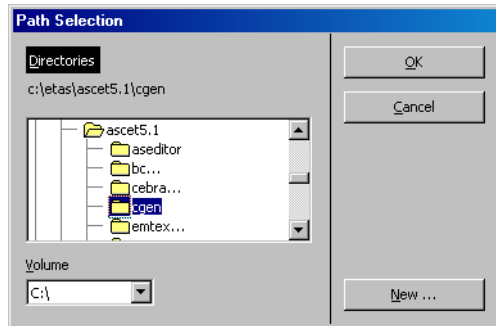 Path Selection
Directories
c:\etas\ascet5.1\cgen
ascet5.1
aseditor
bc...
cebra...
cgen
emtex...
Volume
C:\
OK
Cancel
New ...